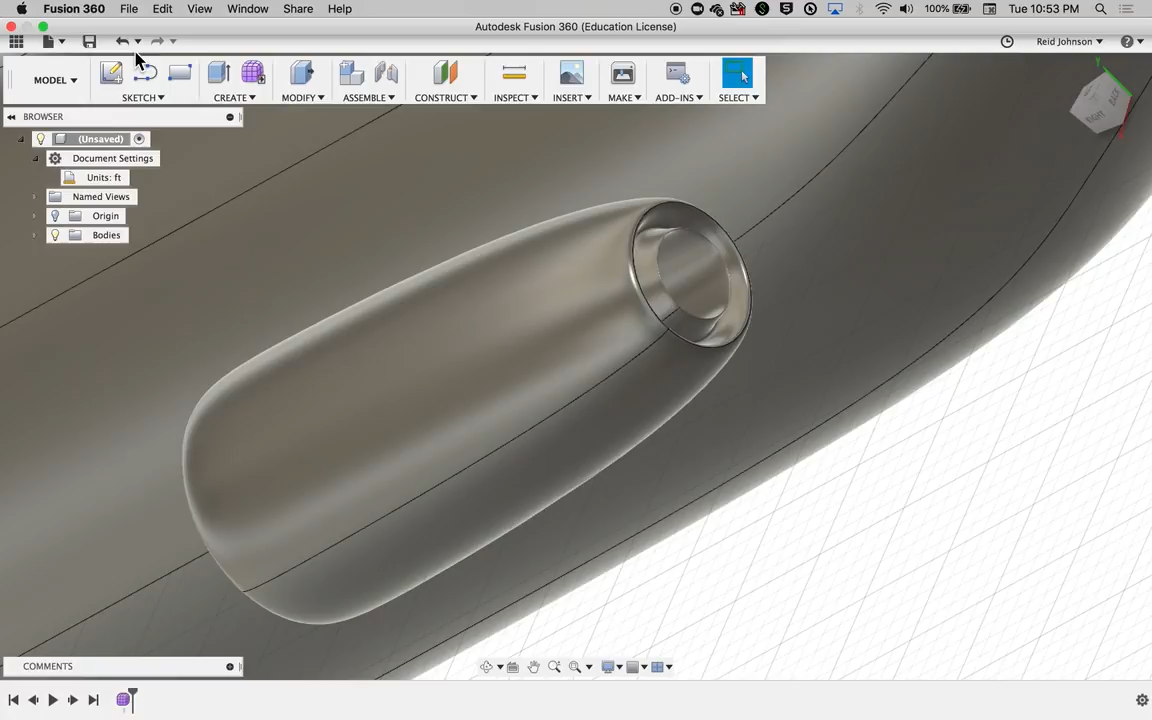 Fusion 360 File Edit View Window Share Help 100% Tue 10:53 PM
Autodesk Fusion 360 (Education License)
Reid Johnson
MODEL SKETCH CREATE MODIFY ASSEMBLE CONSTRUCT INSPECT INSERT MAKE ADD-INS SELECT
BROWSER
(Unsaved)
Document Settings
Units: ft
Named Views
Origin
Bodies
Y
RIGHT BACK
COMMENTS